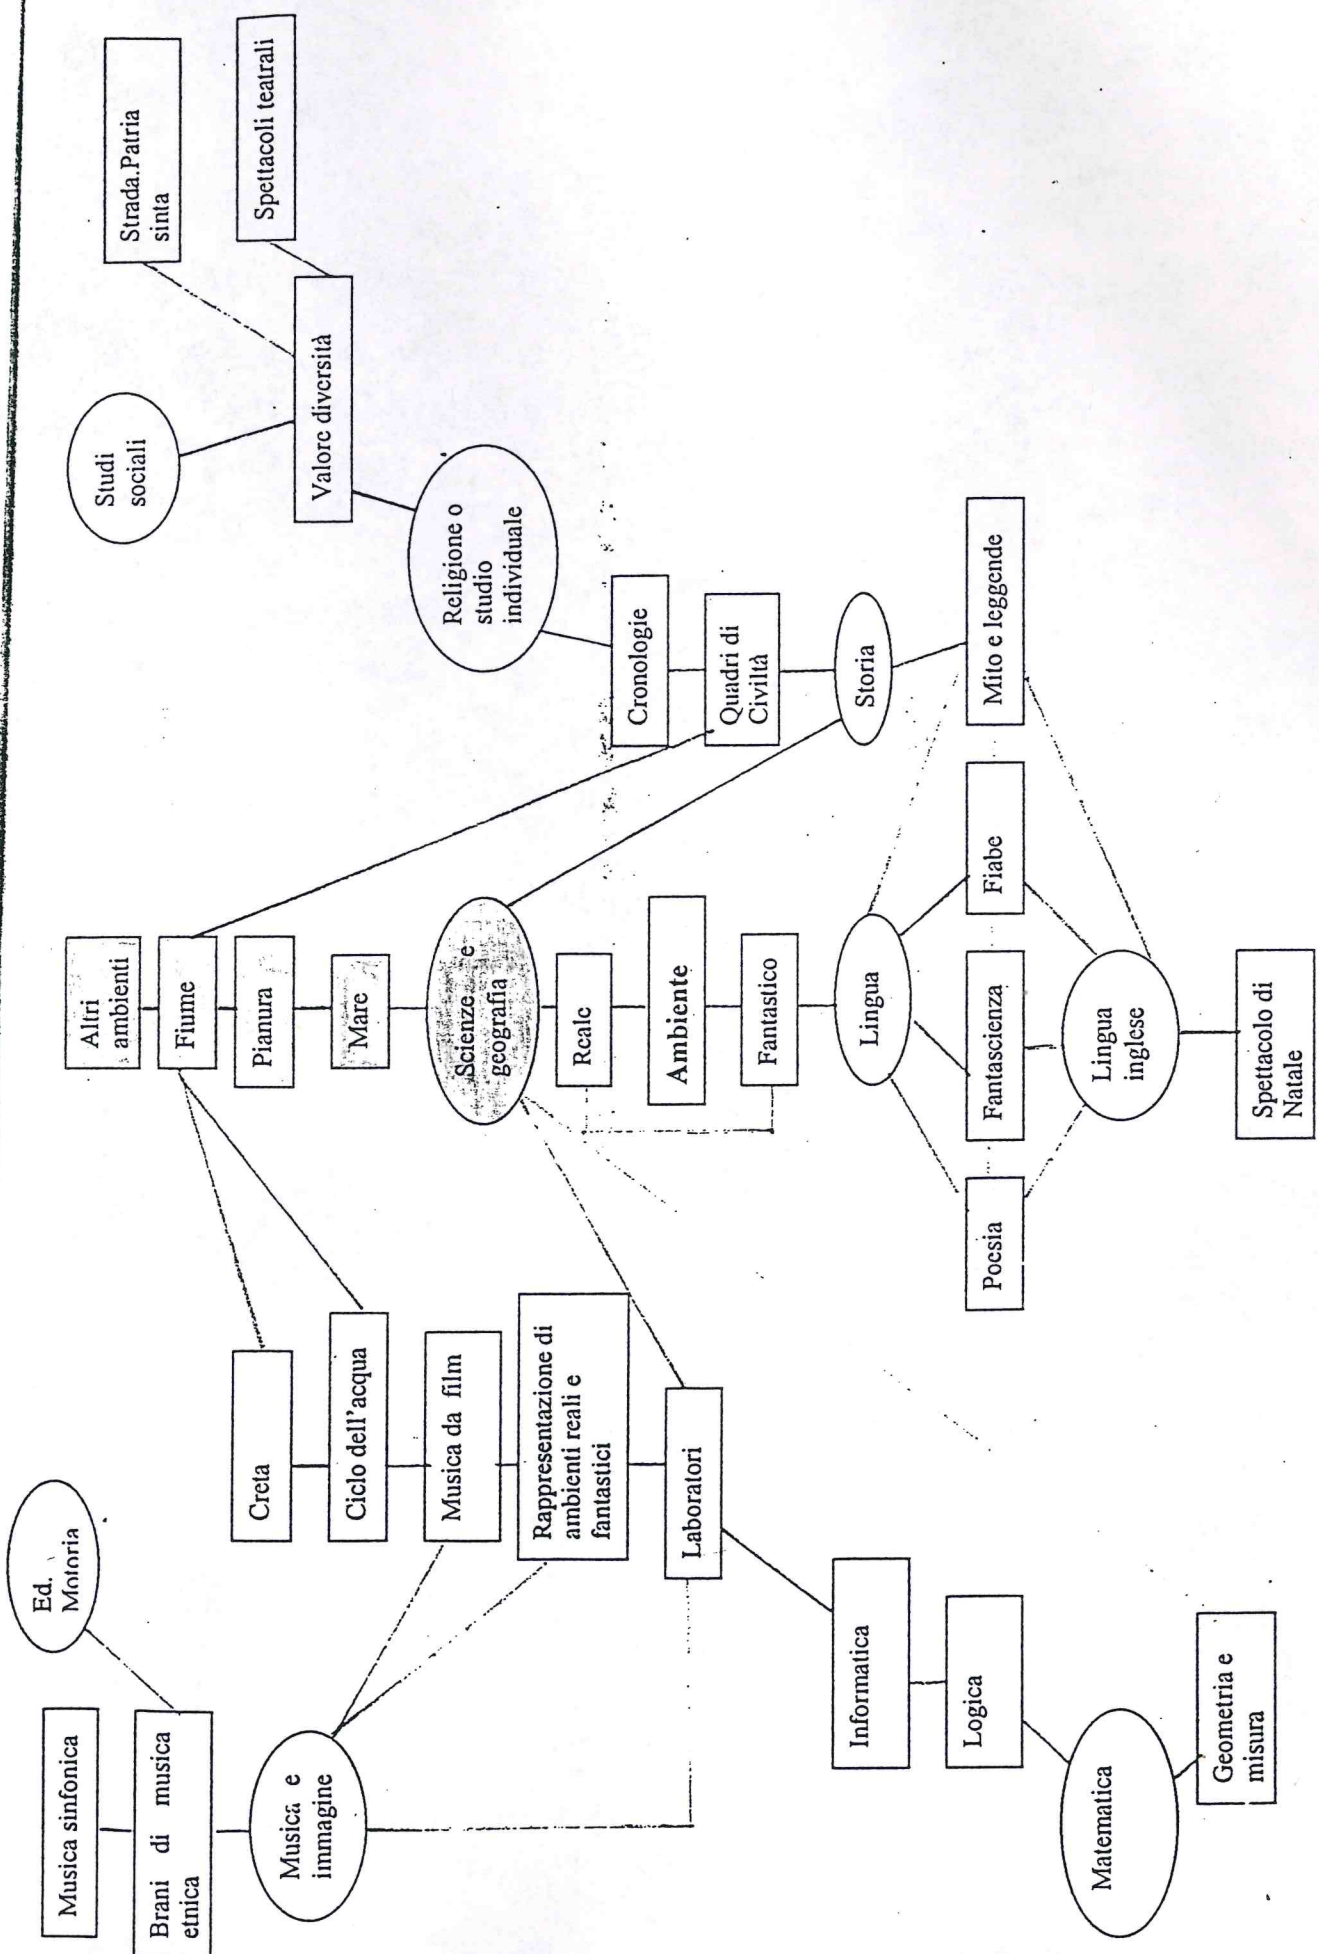 Musica sinfonica
Brani di musica
etnica
Ed.
Motoria
Musica e
immagine
Creta
Ciclo dell'acqua
Musica da film
Rappresentazione di
ambienti reali e
fantastici
Laboratori
Informatica
Logica
Matematica
Geometria e
misura
Altri
ambienti
Fiume
Pianura
Mare
Scienze e
geografia
Reale
Ambiente
Fantastico
Lingua
Poesia
Fantascienza
Fiabe
Mito e leggende
Lingua
inglese
Spettacolo di
Natale
Studi
sociali
Strada.Patria
sinta
Spettacoli teatrali
Valore diversità
Religione o
studio
individuale
Cronologie
Quadri di
Civiltà
Storia